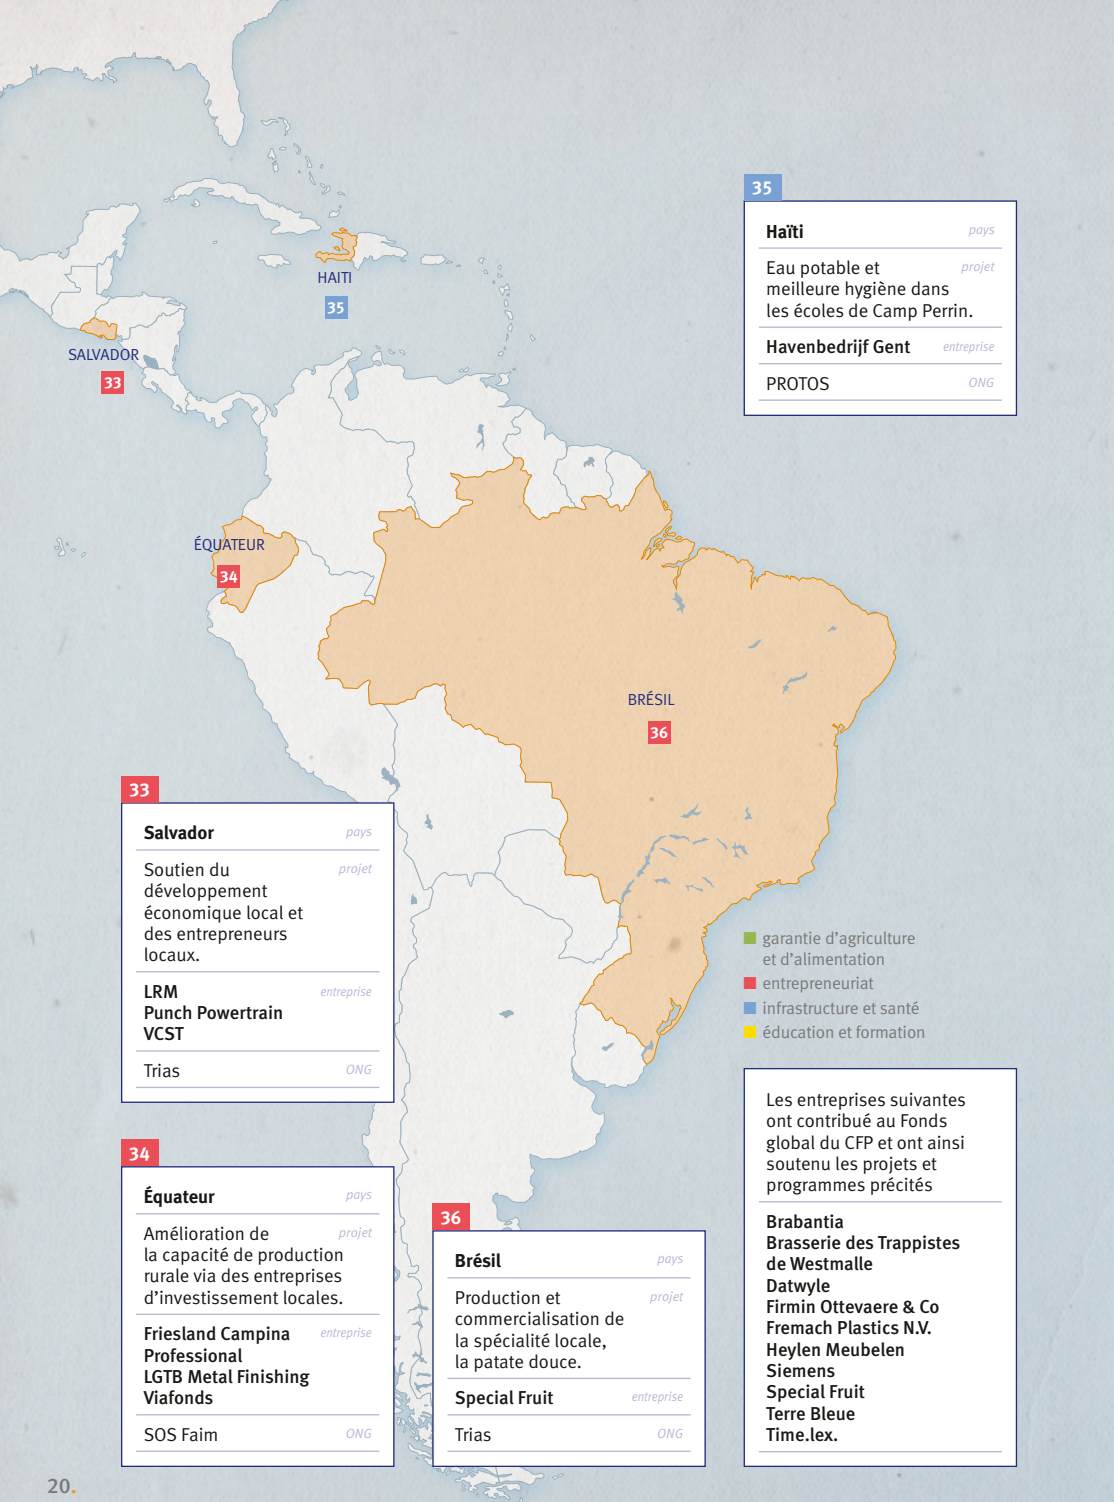 HAITI
35
SALVADOR
33
ÉQUATEUR
34
BRÉSIL
36
35
Haïti pays
Eau potable et projet
meilleure hygiène dans
les écoles de Camp Perrin.
Havenbedrijf Gent entreprise
PROTOS ONG
33
Salvador pays
Soutien du projet
développement
économique local et
des entrepreneurs
locaux.
LRM entreprise
Punch Powertrain
VCST
Trias ONG
34
Équateur pays
Amélioration de projet
la capacité de production
rurale via des entreprises
d’investissement locales.
Friesland Campina entreprise
Professional
LGTB Metal Finishing
Viafonds
SOS Faim ONG
36
Brésil pays
Production et projet
commercialisation de
la spécialité locale,
la patate douce.
Special Fruit entreprise
Trias ONG
garantie d’agriculture
et d’alimentation
entrepreneuriat
infrastructure et santé
éducation et formation
Les entreprises suivantes
ont contribué au Fonds
global du CFP et ont ainsi
soutenu les projets et
programmes précités
Brabantia
Brasserie des Trappistes
de Westmalle
Datwyle
Firmin Ottevaere & Co
Fremach Plastics N.V.
Heylen Meubelen
Siemens
Special Fruit
Terre Bleue
Time.lex.
20.